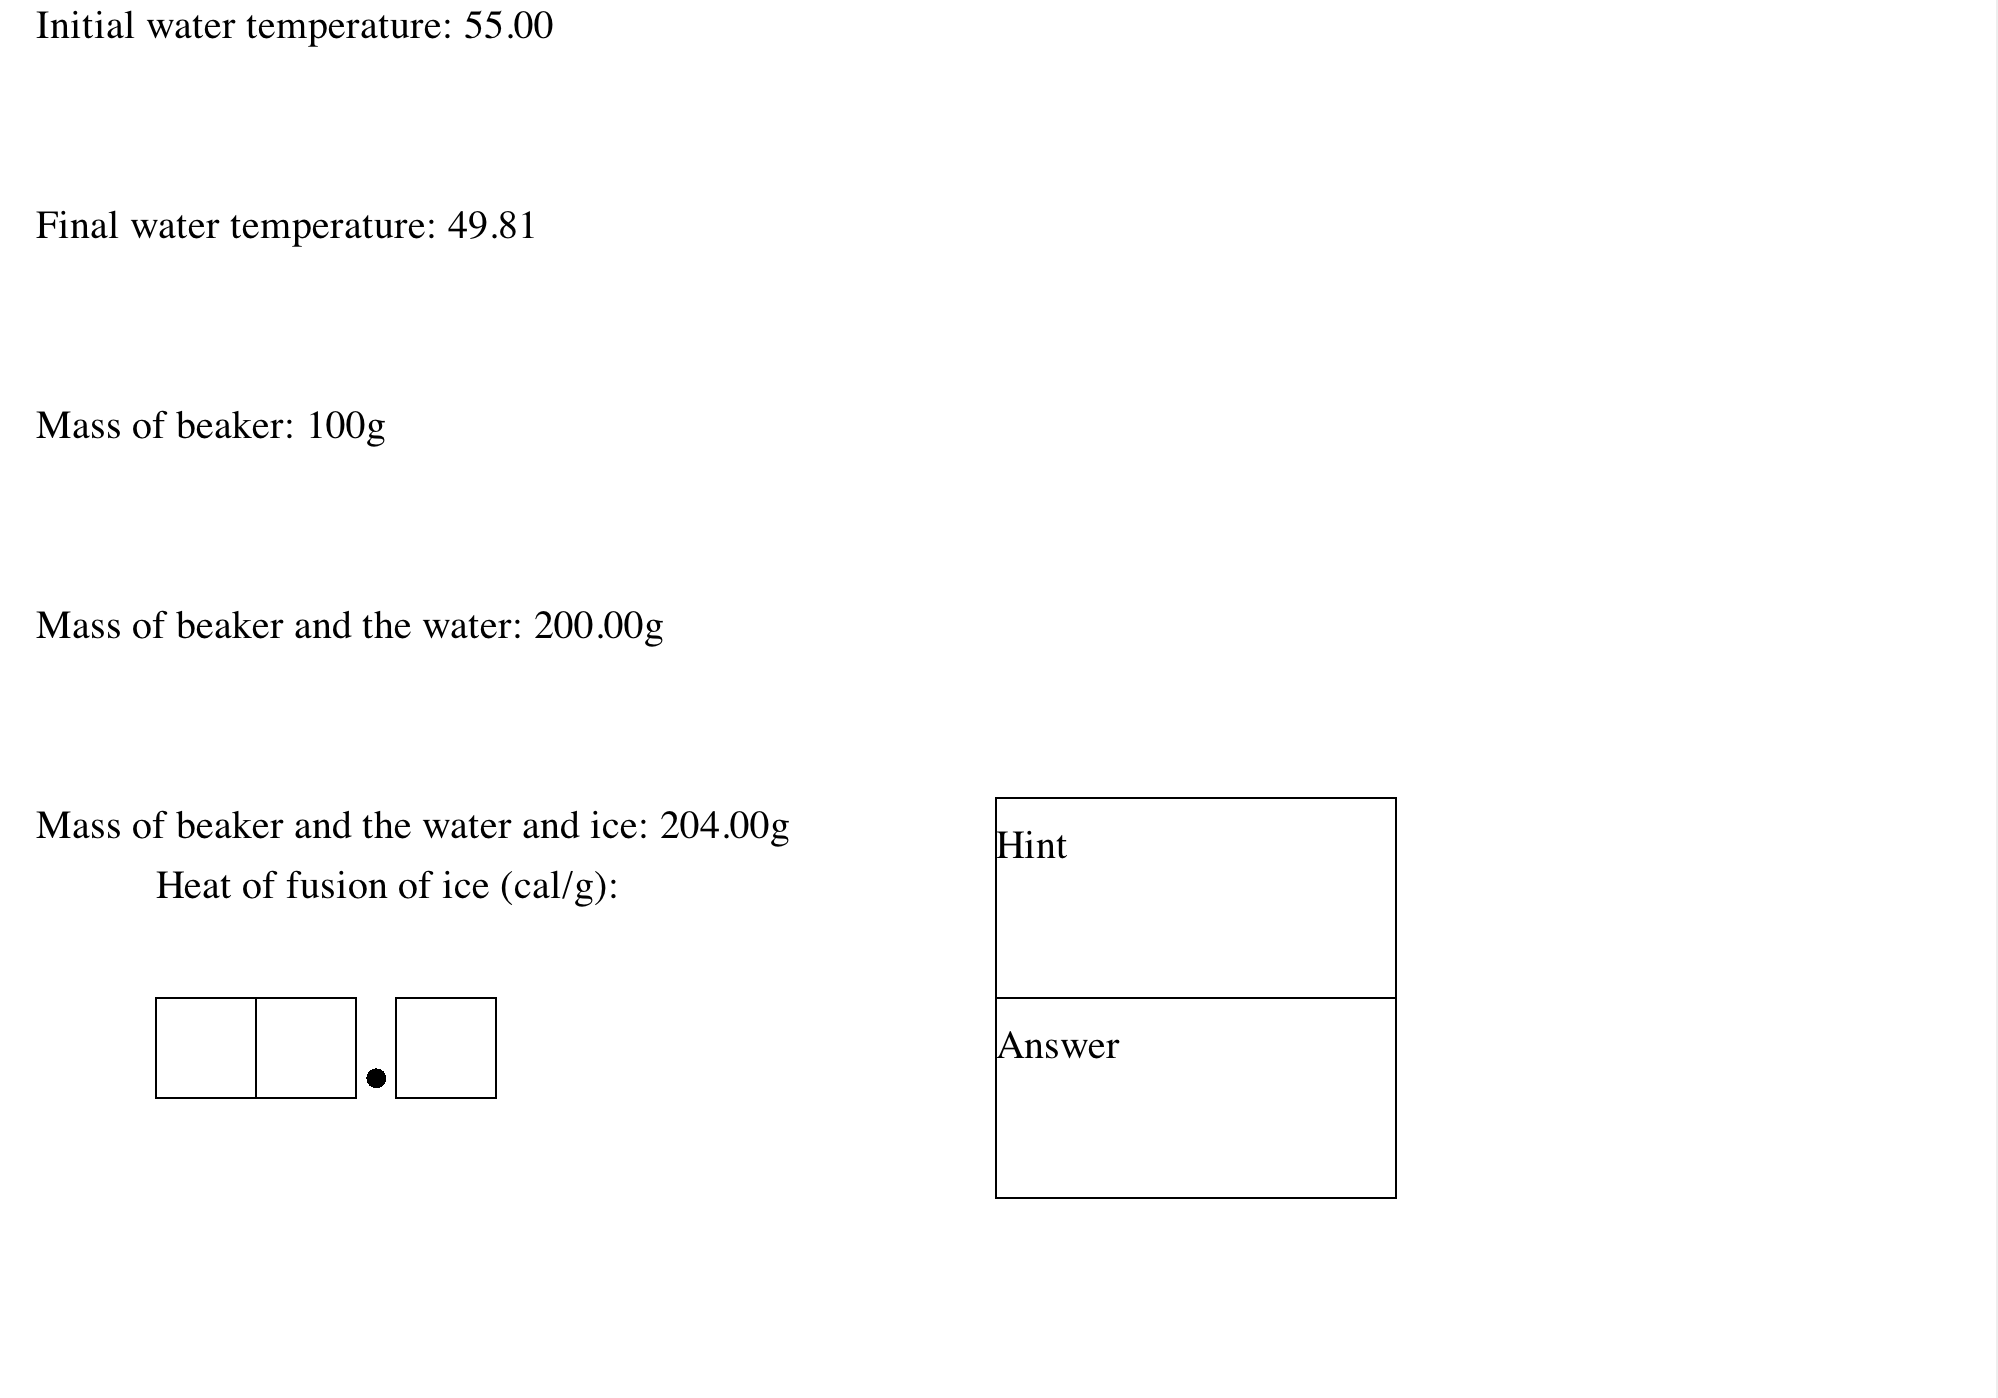 Initial water temperature: 55.00
Final water temperature: 49.81
Mass of beaker: 100g
Mass of beaker and the water: 200.00g
Mass of beaker and the water and ice: 204.00g
Heat of fusion of ice (cal/g):
Hint
Answer